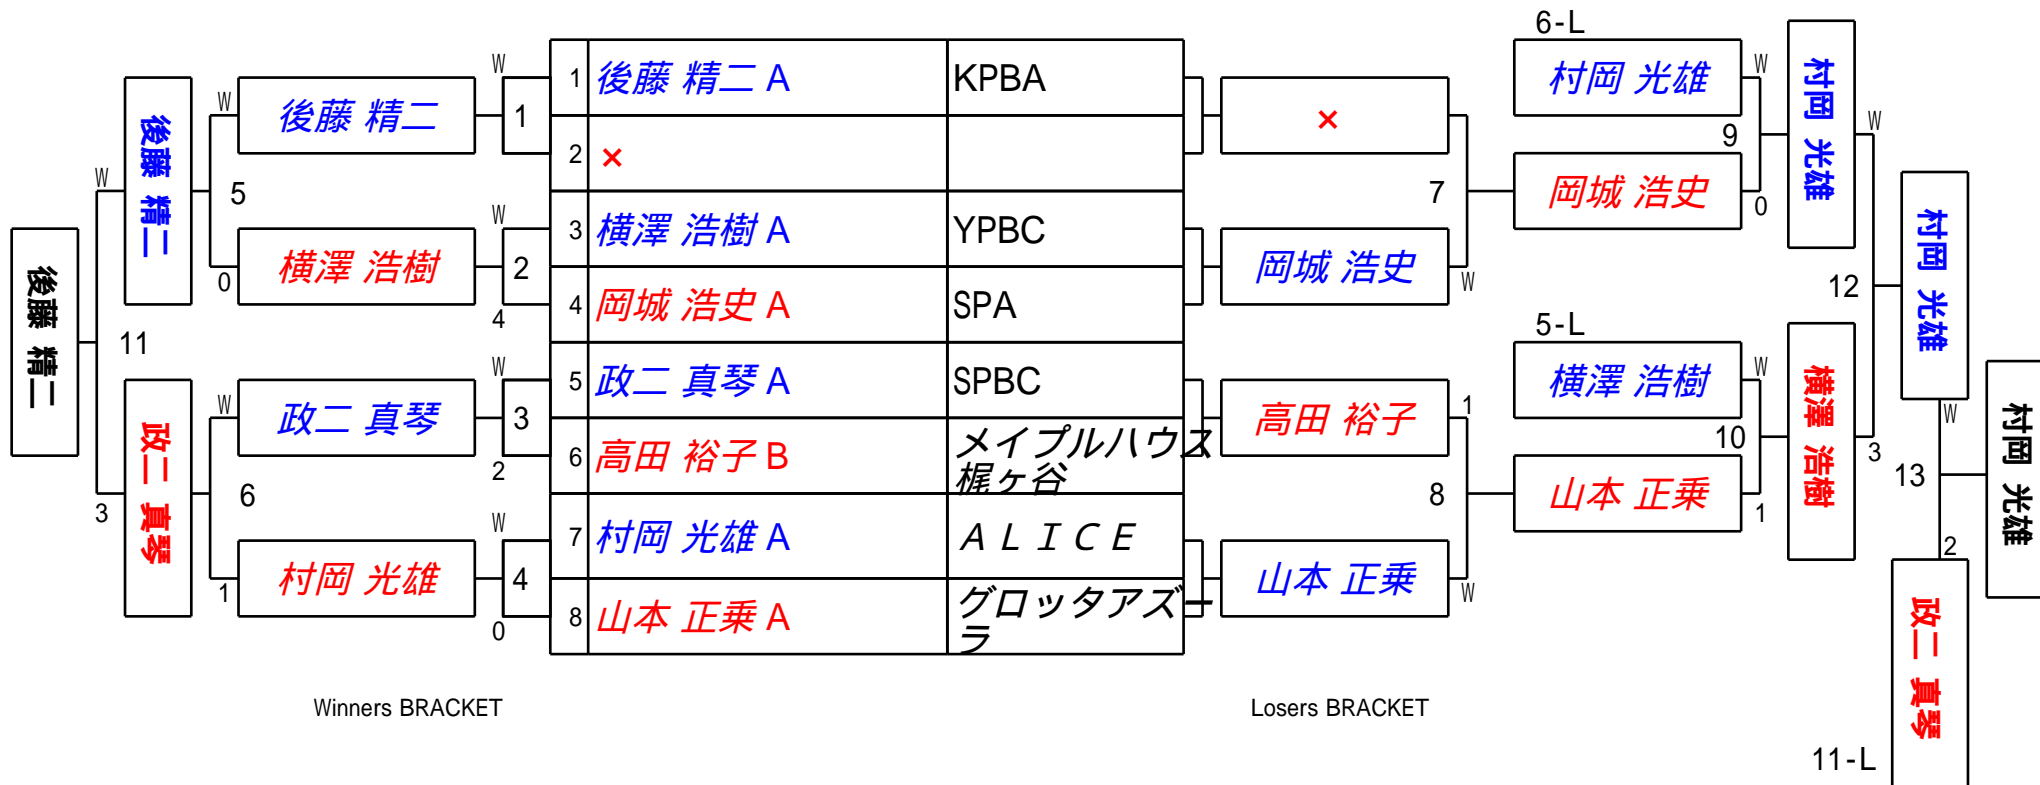 6-L
W
1
後藤 精二 A
KPBA
村岡 光雄
W
W
後藤 精二
1
×
9
村岡 光雄
W
後藤 精二
2
×
岡城 浩史
0
W
5
7
W
3
横澤 浩樹 A
YPBC
村岡 光雄
横澤 浩樹
2
岡城 浩史
0
W
12
後藤 精二
4
4
岡城 浩史 A
SPA
5-L
11
W
5
政二 真琴 A
SPBC
横澤 浩樹
W
W
政二 真琴
3
高田 裕子
1
10
横澤 浩樹
3
W
村岡 光雄
2
6
高田 裕子 B
メイプルハウス
梶ヶ谷
政二 真琴
3
6
8
山本 正乗
1
13
W
7
村岡 光雄 A
ALICE
2
村岡 光雄
1
4
山本 正乗
W
0
8
山本 正乗 A
グロッタアズー
ラ
政二 真琴
Winners BRACKET
Losers BRACKET
11-L